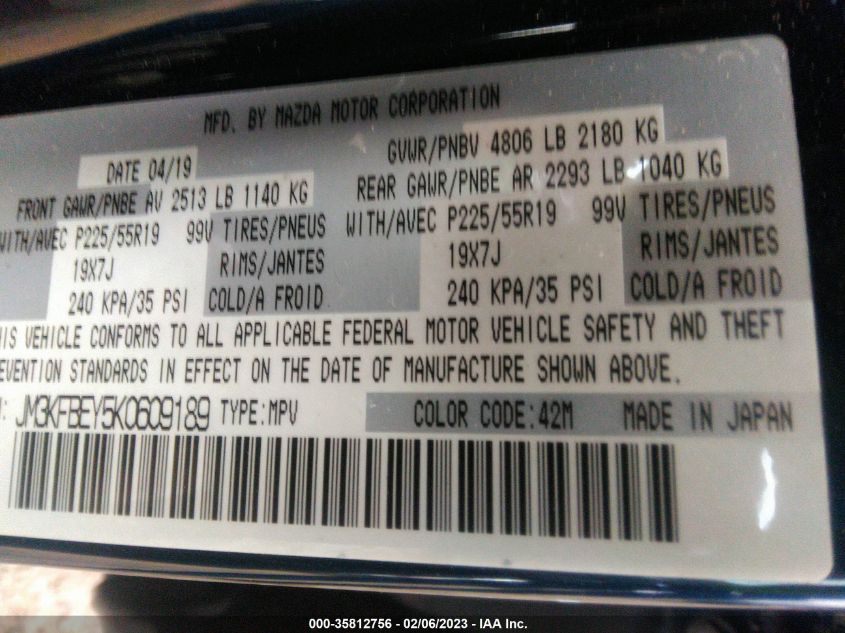 MFD. BY MAZDA MOTOR CORPORATION
DATE 04/19
GVWR/PNBV 4806 LB 2180 KG
FRONT GAWR/PNBE AV 2513 LB 1140 KG
REAR GAWR/PNBE AR 2293 LB 1040 KG
WITH/AVEC P225/55R19 99V TIRES/PNEUS
WITH/AVEC P225/55R19 99V TIRES/PNEUS
19X7J RIMS/JANTES
19X7J RIMS/JANTES
240 KPA/35 PSI COLD/A FROID
240 KPA/35 PSI COLD/A FROID
HIS VEHICLE CONFORMS TO ALL APPLICABLE FEDERAL MOTOR VEHICLE SAFETY AND THEFT
EVENTION STANDARDS IN EFFECT ON THE DATE OF MANUFACTURE SHOWN ABOVE.
: JM3KFBEY5K0609189 TYPE:MPV COLOR CODE:42M MADE IN JAPAN
000-35812756 - 02/06/2023 - IAA Inc.